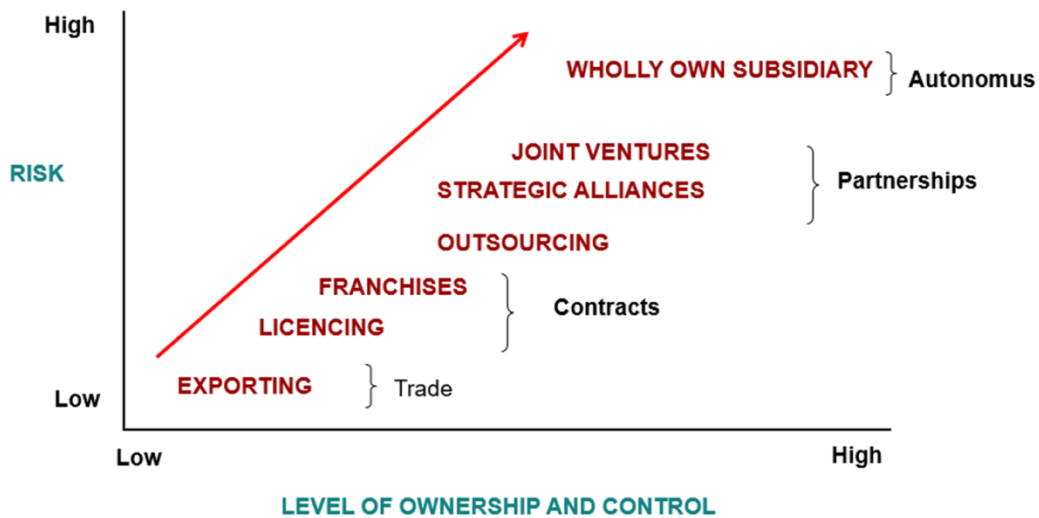 High
WHOLLY OWN SUBSIDIARY
Autonomus
JOINT VENTURES
RISK
Partnerships
STRATEGIC ALLIANCES
OUTSOURCING
FRANCHISES
Contracts
LICENCING
EXPORTING
Trade
Low
Low
High
LEVEL OF OWNERSHIP AND CONTROL